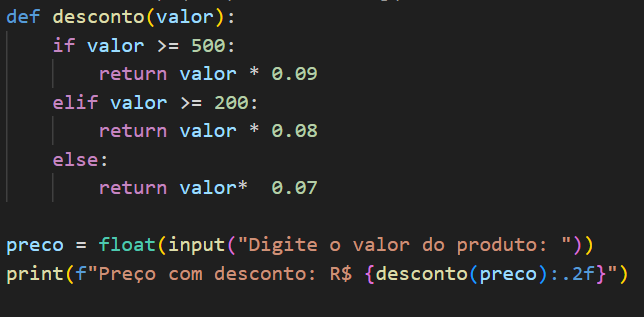 def desconto(valor):
    if valor >= 500:
        return valor * 0.09
    elif valor >= 200:
        return valor * 0.08
    else:
        return valor*  0.07

preco = float(input("Digite o valor do produto: "))
print(f"Preço com desconto: R$ {desconto(preco):.2f}")